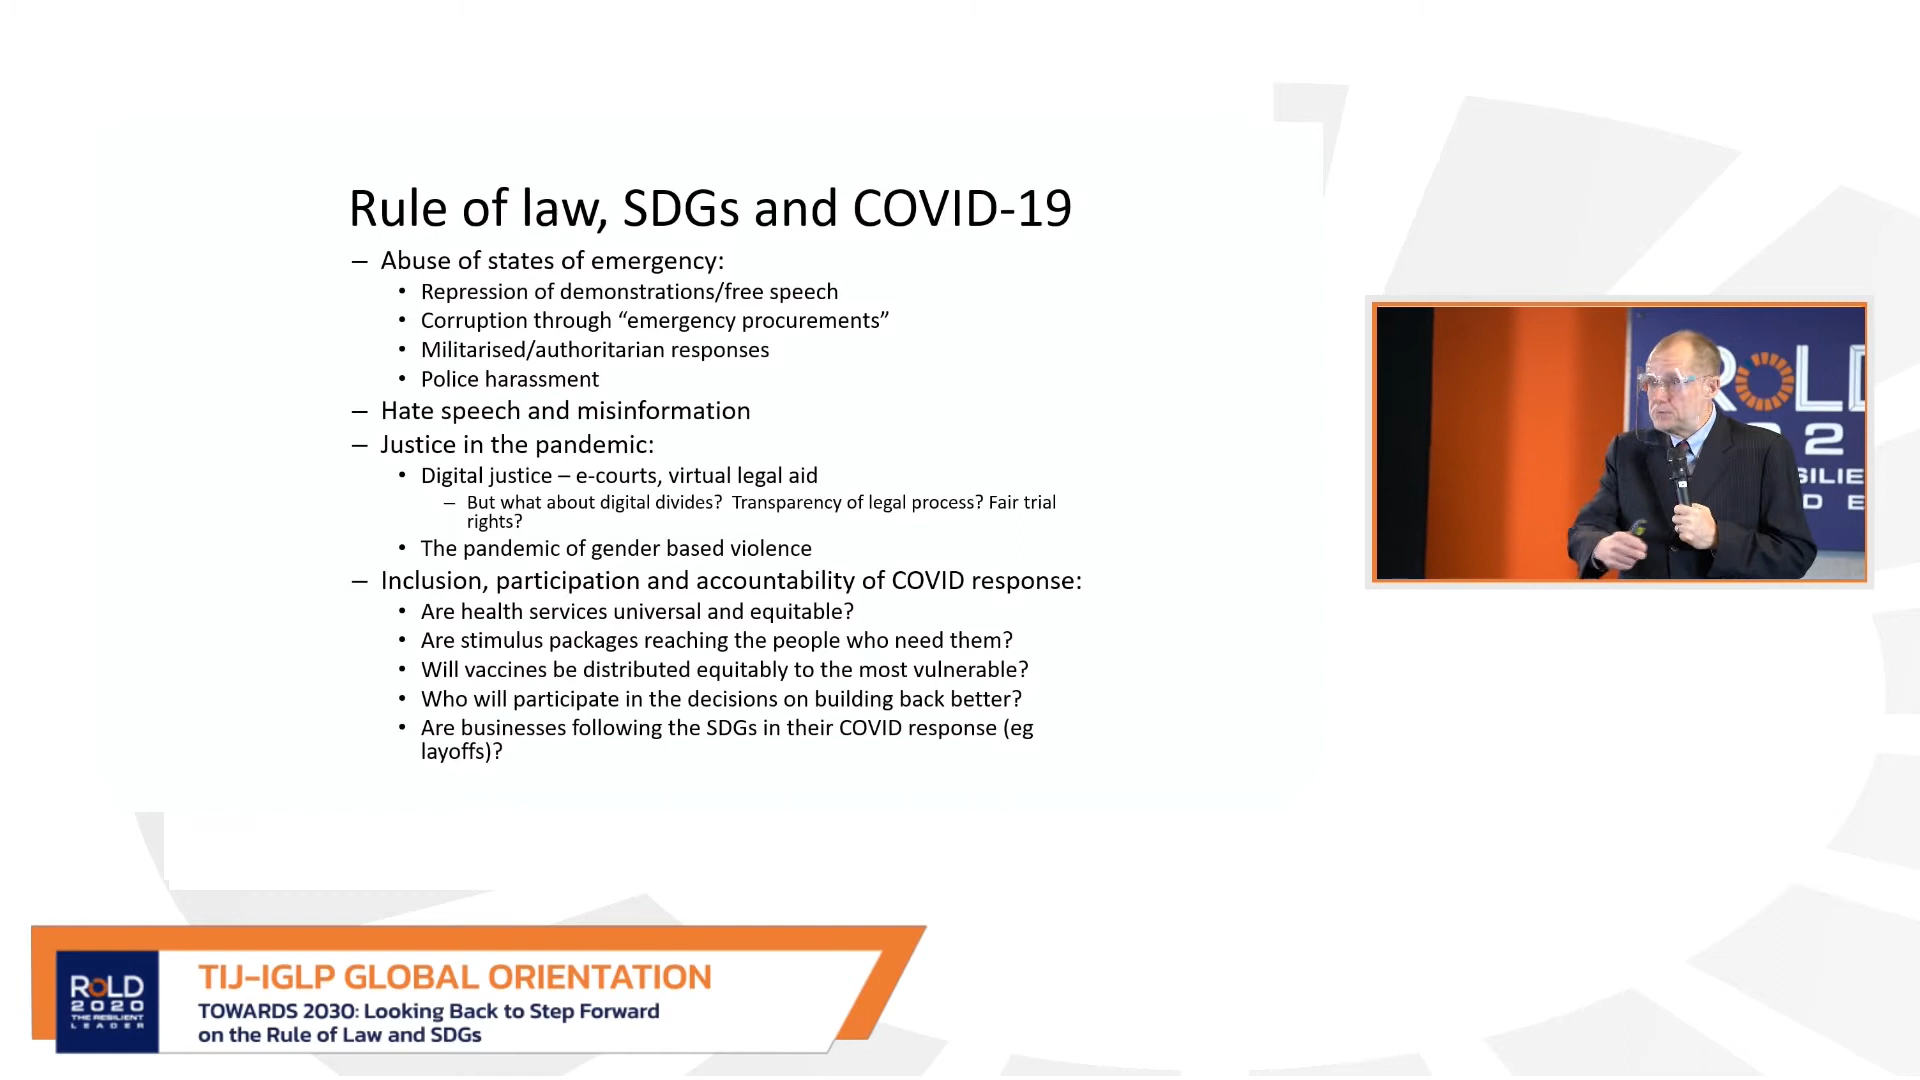 Rule of law, SDGs and COVID-19
– Abuse of states of emergency:
• Repression of demonstrations/free speech
• Corruption through “emergency procurements”
• Militarised/authoritarian responses
• Police harassment
– Hate speech and misinformation
– Justice in the pandemic:
• Digital justice – e-courts, virtual legal aid
– But what about digital divides?  Transparency of legal process? Fair trial
rights?
• The pandemic of gender based violence
– Inclusion, participation and accountability of COVID response:
• Are health services universal and equitable?
• Are stimulus packages reaching the people who need them?
• Will vaccines be distributed equitably to the most vulnerable?
• Who will participate in the decisions on building back better?
• Are businesses following the SDGs in their COVID response (eg
layoffs)?
ROLD
2
SILIE
D E
ROLD
2020
THE RESILIENT
LEADER
TIJ-IGLP GLOBAL ORIENTATION
TOWARDS 2030: Looking Back to Step Forward
on the Rule of Law and SDGs